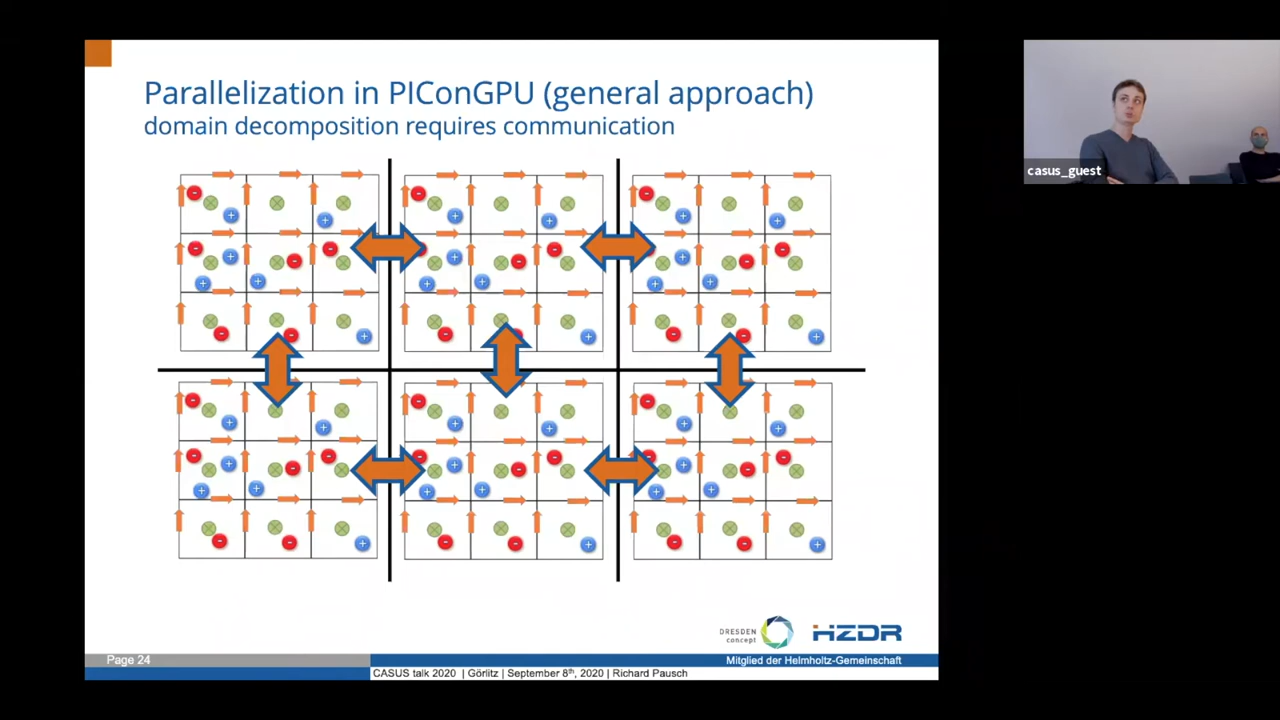 Parallelization in PIConGPU (general approach)
domain decomposition requires communication
casus_guest
DRESDEN
concept
HZDR
Page 24
Mitglied der Helmholtz-Gemeinschaft
CASUS talk 2020 | Görlitz | September 8th, 2020 | Richard Pausch